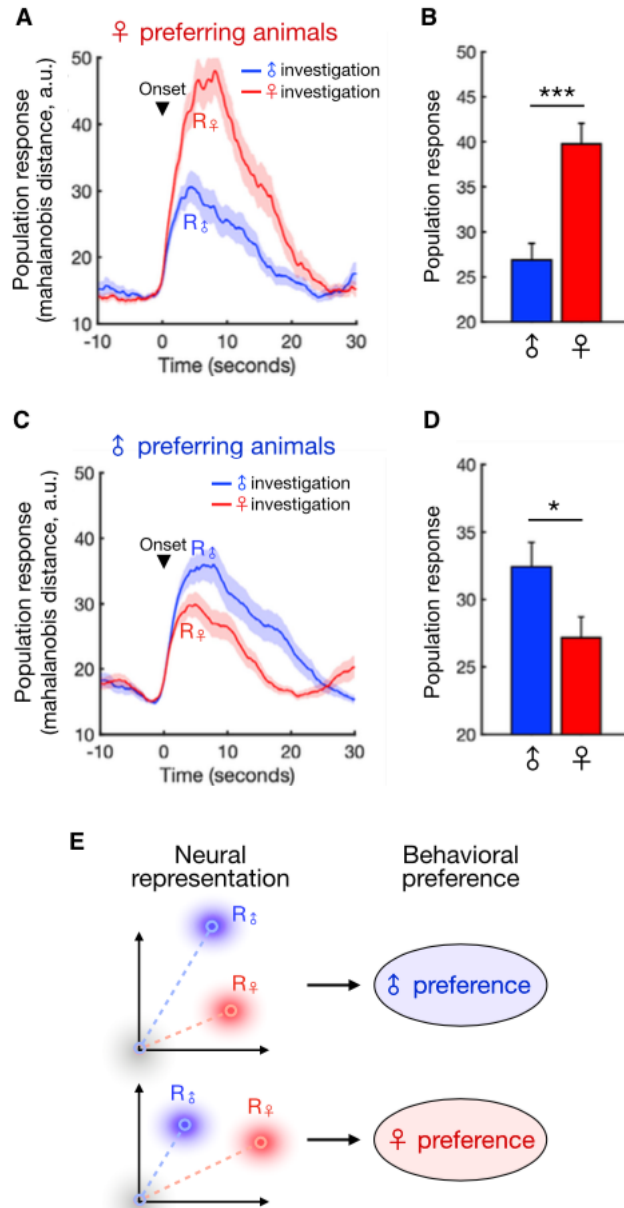 A
♀ preferring animals
Population response
(mahalanobis distance, a.u.)
50
40
30
20
10
Onset
▼
♂ investigation
♀ investigation
R♀
R♂
-10 0 10 20 30
Time (seconds)
B
Population response
45
40
35
30
25
20
***
♂ ♀
C
♂ preferring animals
Population response
(mahalanobis distance, a.u.)
50
40
30
20
10
♂ investigation
♀ investigation
Onset
▼
R♂
R♀
-10 0 10 20 30
Time (seconds)
D
Population response
40
35
30
25
20
*
♂ ♀
E
Neural
representation
Behavioral
preference
R♂
R♀
♂ preference
R♂ R♀
♀ preference